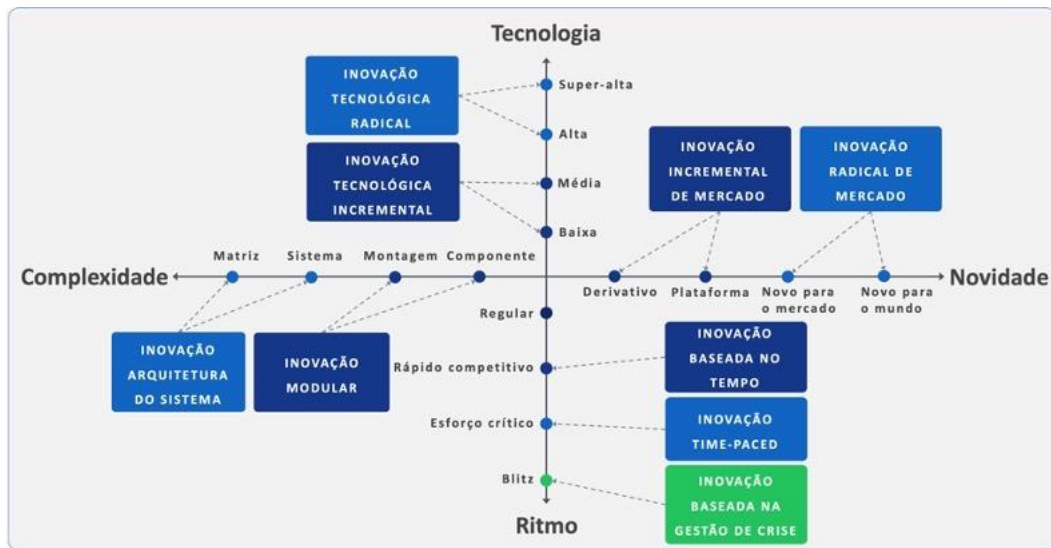 Tecnologia
INOVAÇÃO
TECNOLÓGICA
RADICAL
Super-alta
Alta
INOVAÇÃO
TECNOLÓGICA
INCREMENTAL
Média
Baixa
INOVAÇÃO
INCREMENTAL
DE MERCADO
INOVAÇÃO
RADICAL DE
MERCADO
Complexidade
Matriz
Sistema
Montagem
Componente
Derivativo
Plataforma
Novo para
o mercado
Novo para
o mundo
Novidade
INOVAÇÃO
ARQUITETURA
DO SISTEMA
INOVAÇÃO
MODULAR
Regular
Rápido competitivo
INOVAÇÃO
BASEADA NO
TEMPO
Esforço crítico
INOVAÇÃO
TIME-PACED
Blitz
INOVAÇÃO
BASEADA NA
GESTÃO DE CRISE
Ritmo